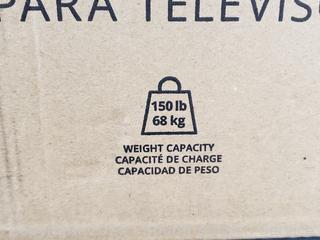 PARA TELEVIS
150 lb
68 kg
WEIGHT CAPACITY
CAPACITÉ DE CHARGE
CAPACIDAD DE PESO